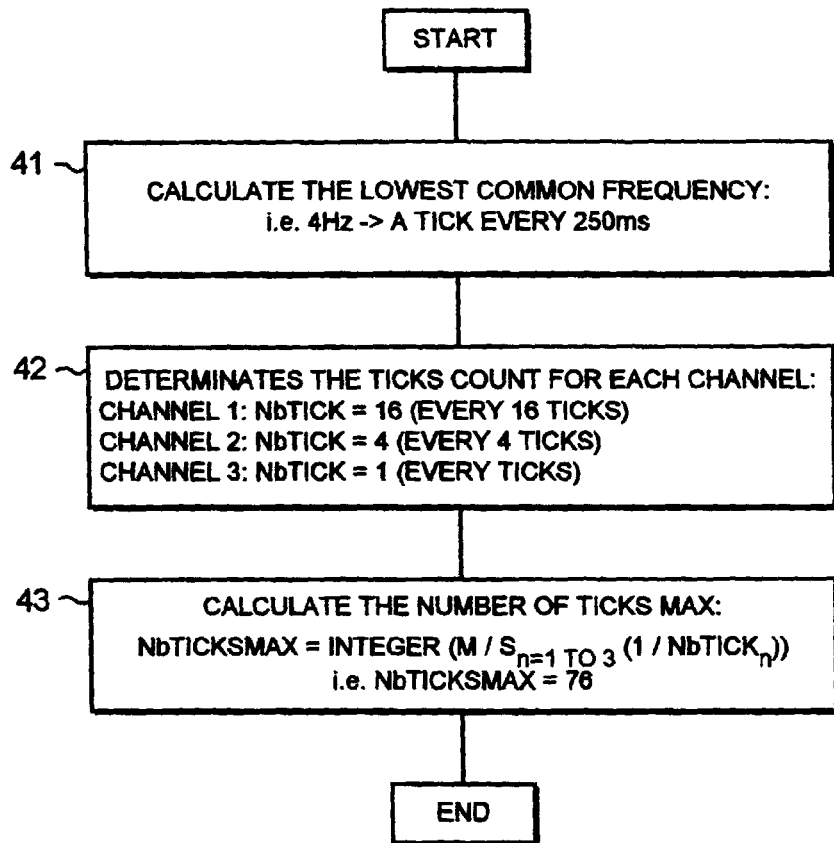 START
41
CALCULATE THE LOWEST COMMON FREQUENCY:
i.e. 4Hz -> A TICK EVERY 250ms
42
DETERMINATES THE TICKS COUNT FOR EACH CHANNEL:
CHANNEL 1: NbTICK = 16 (EVERY 16 TICKS)
CHANNEL 2: NbTICK = 4 (EVERY 4 TICKS)
CHANNEL 3: NbTICK = 1 (EVERY TICKS)
43
CALCULATE THE NUMBER OF TICKS MAX:
NbTICKSMAX = INTEGER (M / S_{n=1 TO 3} (1 / NbTICK_n))
i.e. NbTICKSMAX = 76
END